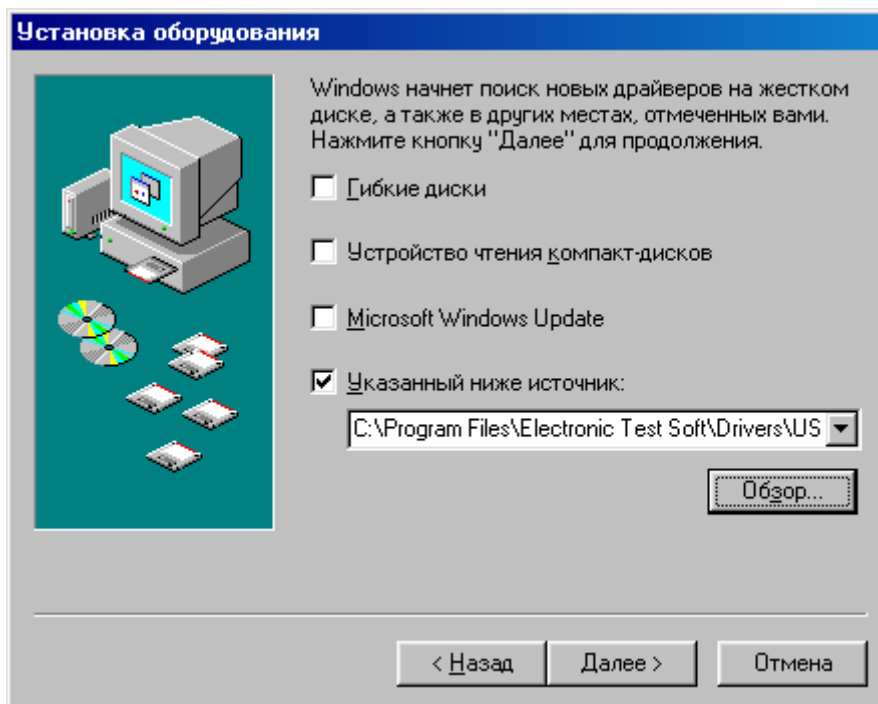 Установка оборудования
Windows начнет поиск новых драйверов на жестком
диске, а также в других местах, отмеченных вами.
Нажмите кнопку "Далее" для продолжения.
Гибкие диски
Устройство чтения компакт-дисков
Microsoft Windows Update
Указанный ниже источник:
C:\Program Files\Electronic Test Soft\Drivers\US
Обзор...
< Назад
Далее >
Отмена